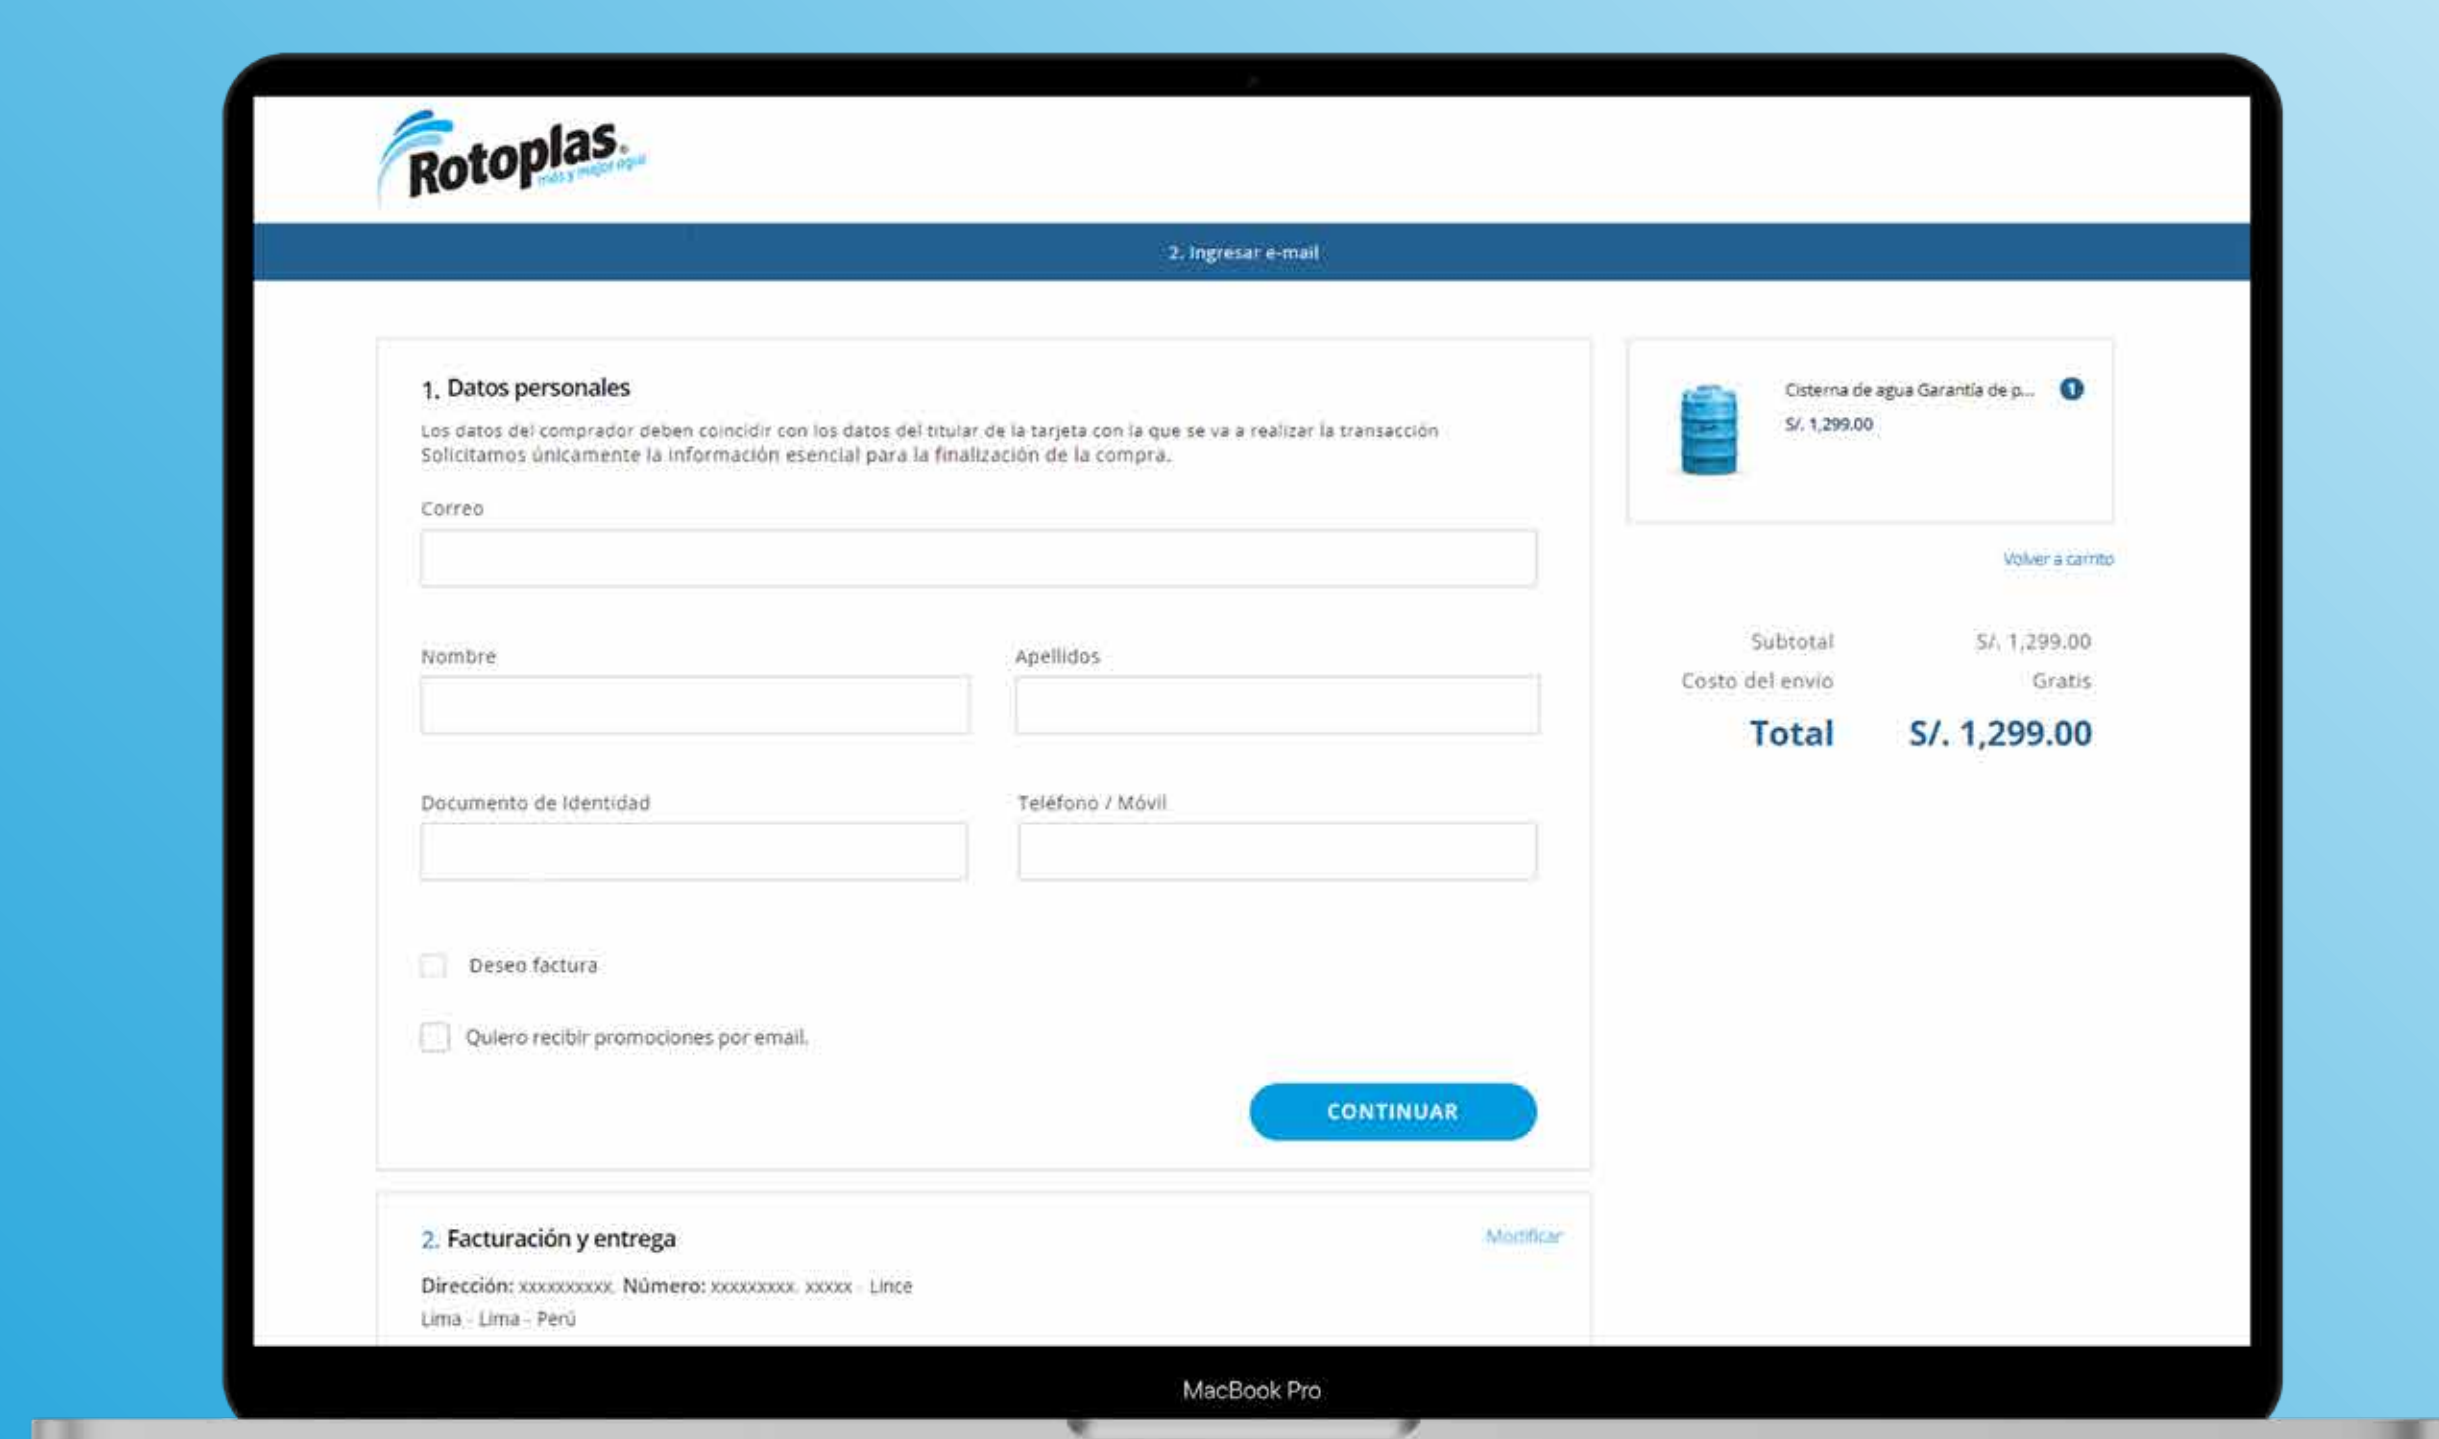 Rotoplas®
más y mejor agua
2. Ingresar e-mail
1. Datos personales
Los datos del comprador deben coincidir con los datos del titular de la tarjeta con la que se va a realizar la transacción
Solicitamos únicamente la información esencial para la finalización de la compra.
Correo
Nombre
Apellidos
Documento de Identidad
Teléfono / Móvil
Deseo factura
Quiero recibir promociones por email.
CONTINUAR
2. Facturación y entrega
Modificar
Dirección: xxxxxxxxxx. Número: xxxxxxxxx. xxxxx - Lince
Lima - Lima - Perú
Cisterna de agua Garantía de p... 1
S/. 1,299.00
Volver a carrito
Subtotal S/. 1,299.00
Costo del envío Gratis
Total S/. 1,299.00
MacBook Pro